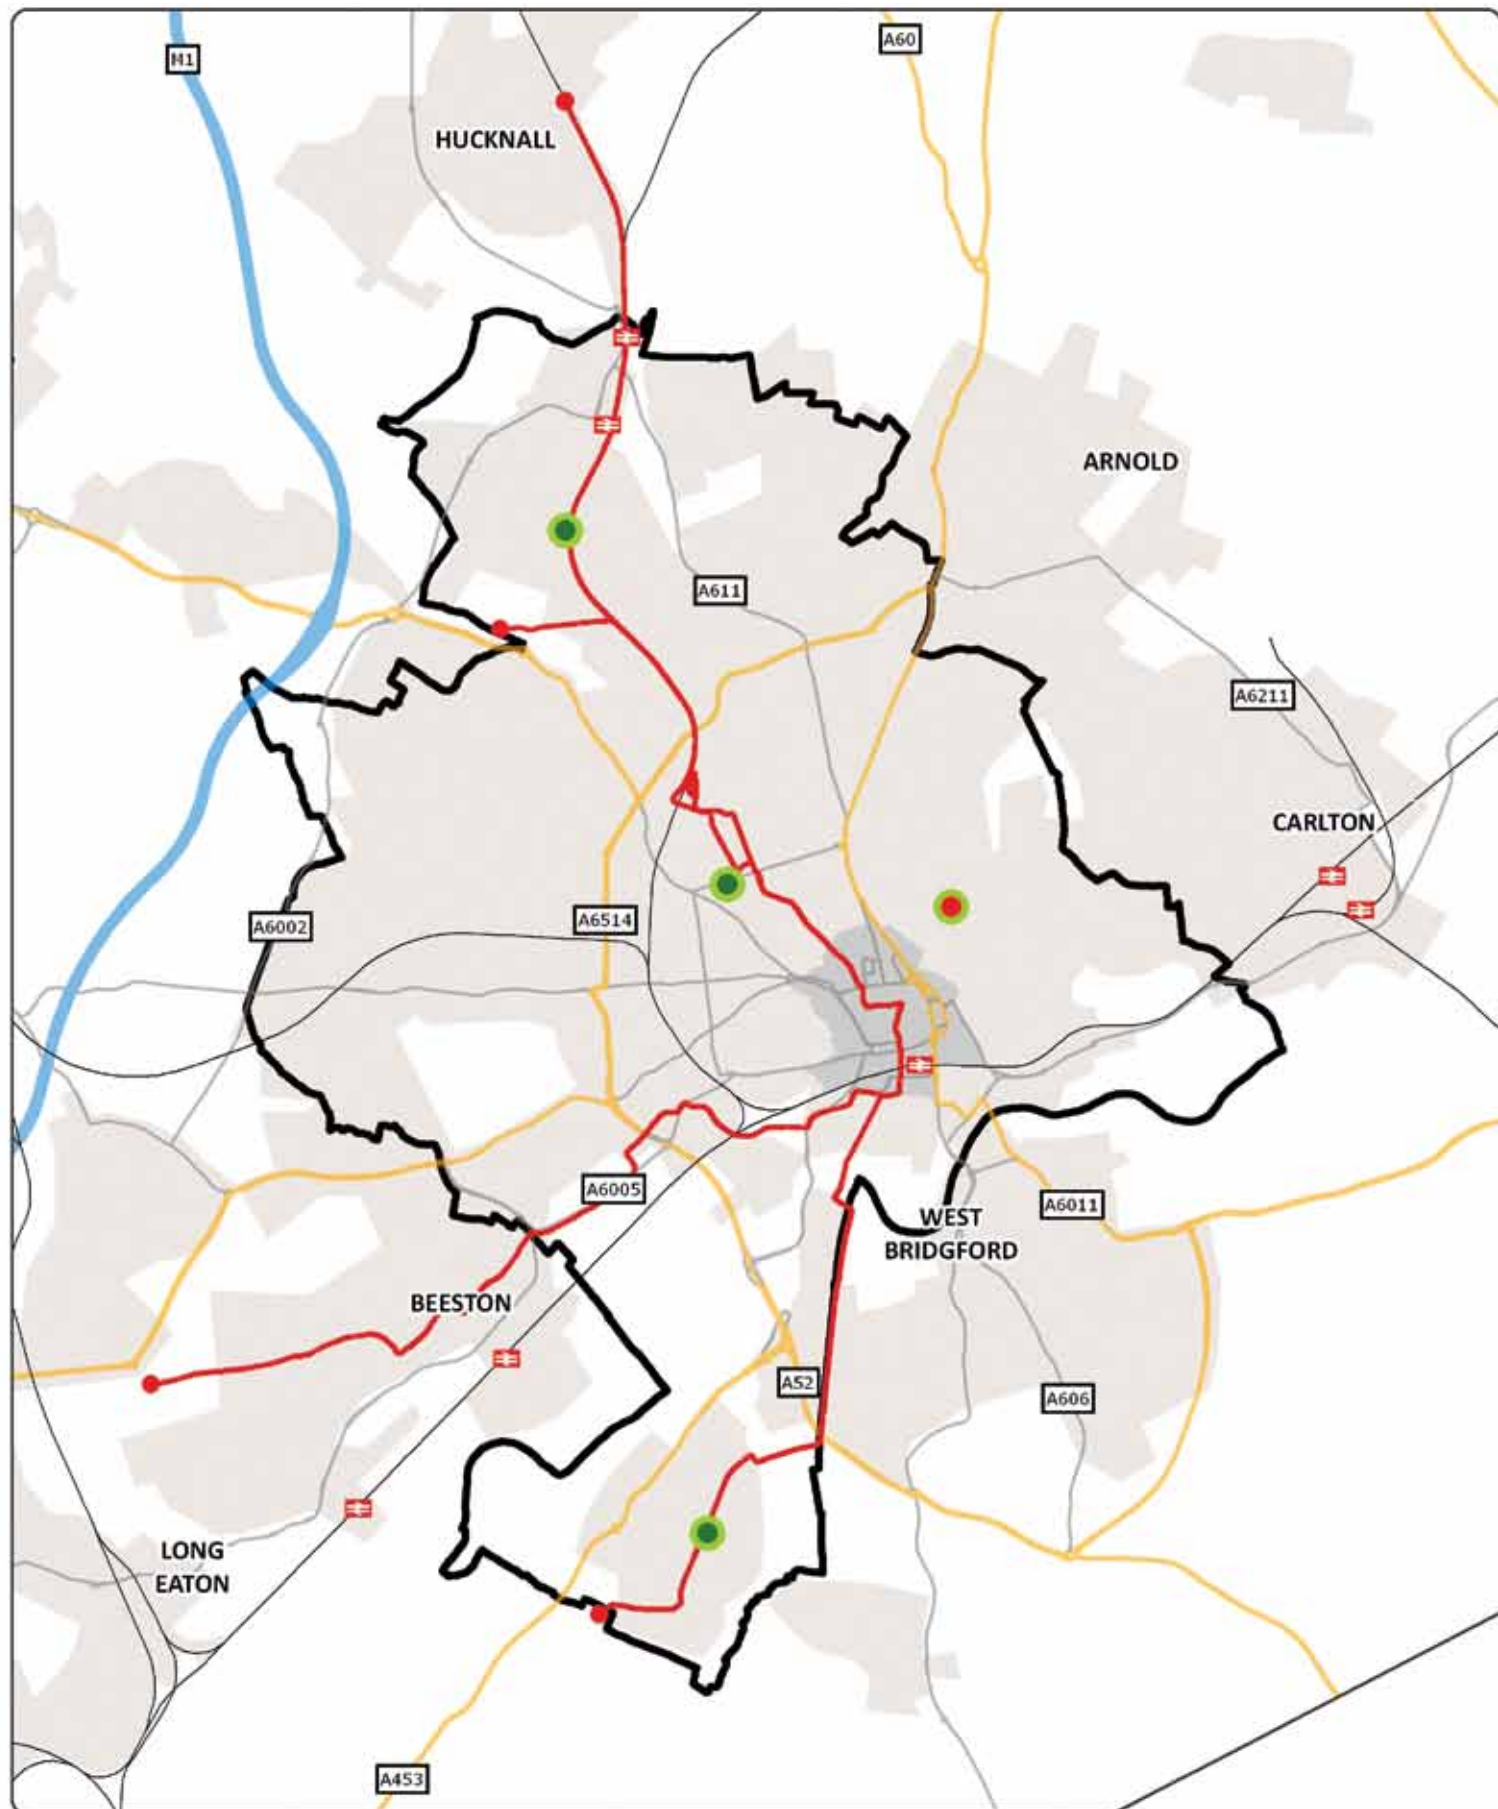 M1
A60
HUCKNALL
ARNOLD
A611
A6211
CARLTON
A6002
A6514
A6005
WEST
BRIDGFORD
A6011
BEESTON
A52
A606
LONG
EATON
A453